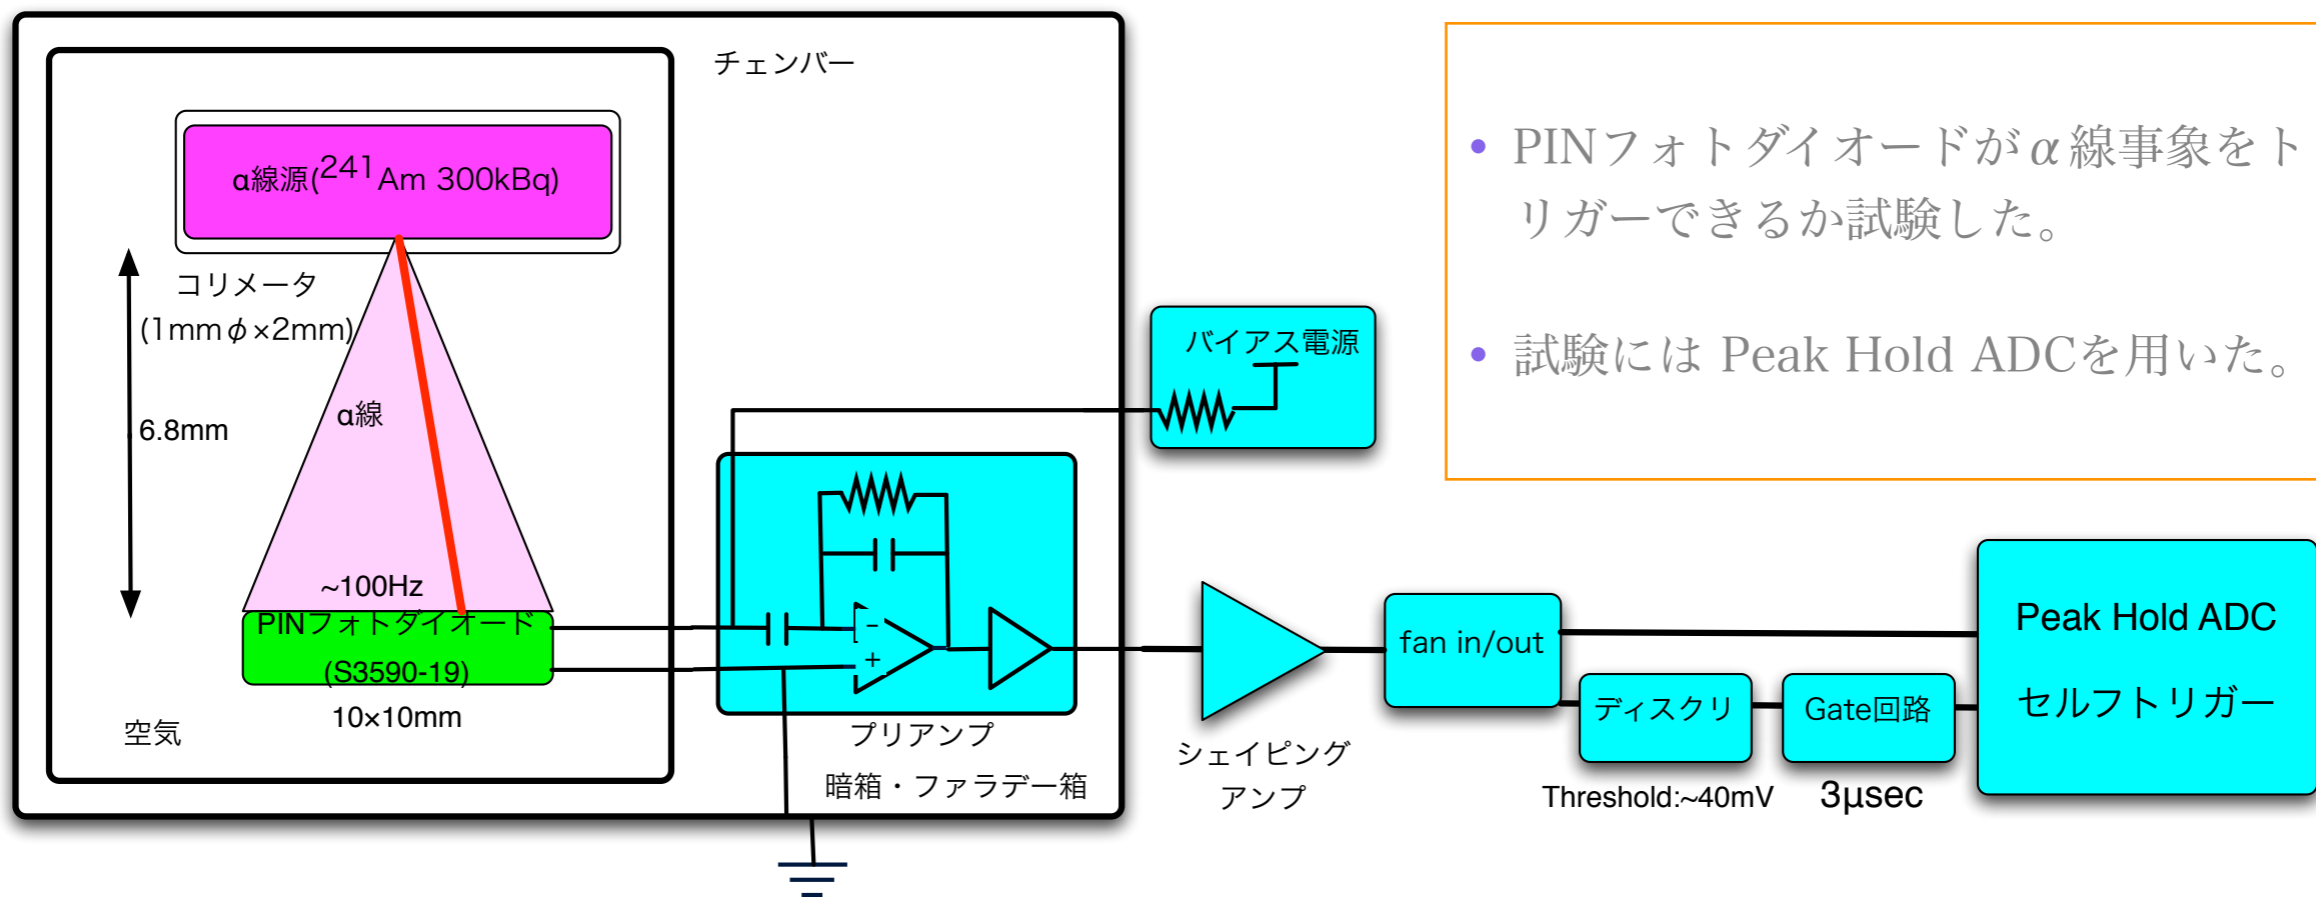 チェンバー
α線源(²⁴¹Am 300kBq)
コリメータ
(1mmφ×2mm)
6.8mm
α線
~100Hz
PINフォトダイオード
(S3590-19)
10×10mm
空気
バイアス電源
−
+
プリアンプ
暗箱・ファラデー箱
シェイピング
アンプ
fan in/out
ディスクリ
Threshold:~40mV
Gate回路
3μsec
Peak Hold ADC
セルフトリガー
• PINフォトダイオードがα線事象をト
リガーできるか試験した。
• 試験には Peak Hold ADCを用いた。